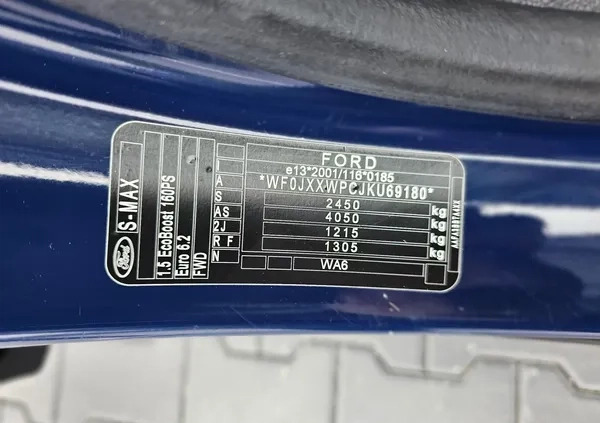 Ford
S-MAX
1.5 EcoBoost 160PS
Euro 6.2
FWD
I
A
S
AS
2J
R F
N
FORD
e13*2001/116*0185
*WF0JXXWPCJKU69180*
2450 kg
4050 kg
1215 kg
1305 kg
WA6